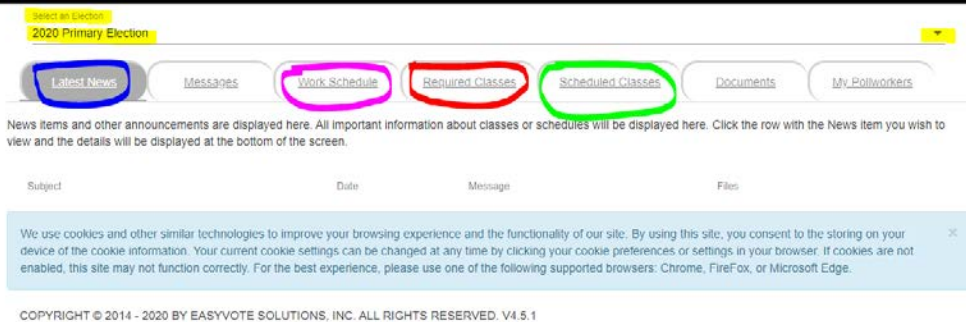 Select an Election
2020 Primary Election
Latest News Messages Work Schedule Required Classes Scheduled Classes Documents My Pollworkers
News items and other announcements are displayed here. All important information about classes or schedules will be displayed here. Click the row with the News item you wish to
view and the details will be displayed at the bottom of the screen.
Subject Date Message Files
We use cookies and other similar technologies to improve your browsing experience and the functionality of our site. By using this site, you consent to the storing on your
device of the cookie information. Your current cookie settings can be changed at any time by clicking your cookie preferences or settings in your browser. If cookies are not
enabled, this site may not function correctly. For the best experience, please use one of the following supported browsers: Chrome, FireFox, or Microsoft Edge.
COPYRIGHT © 2014 - 2020 BY EASYVOTE SOLUTIONS, INC. ALL RIGHTS RESERVED. V4.5.1